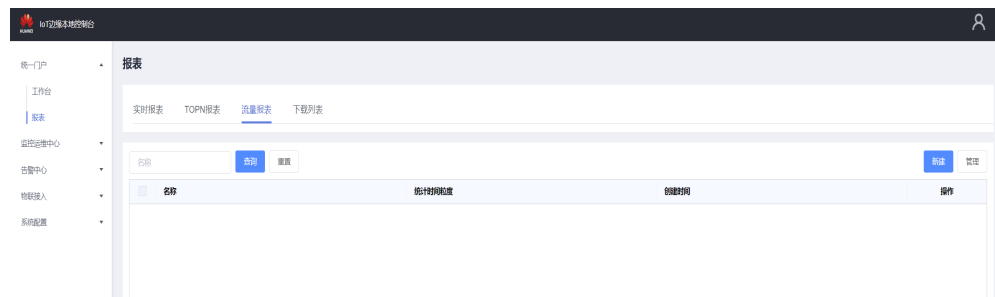 HUAWEI IoT边缘本地控制台
统一门户
工作台
报表
监控运维中心
告警中心
物联接入
系统配置
报表
实时报表 TOPN报表 流量报表 下载列表
名称 查询 重置 新建 管理
名称 统计时间粒度 创建时间 操作